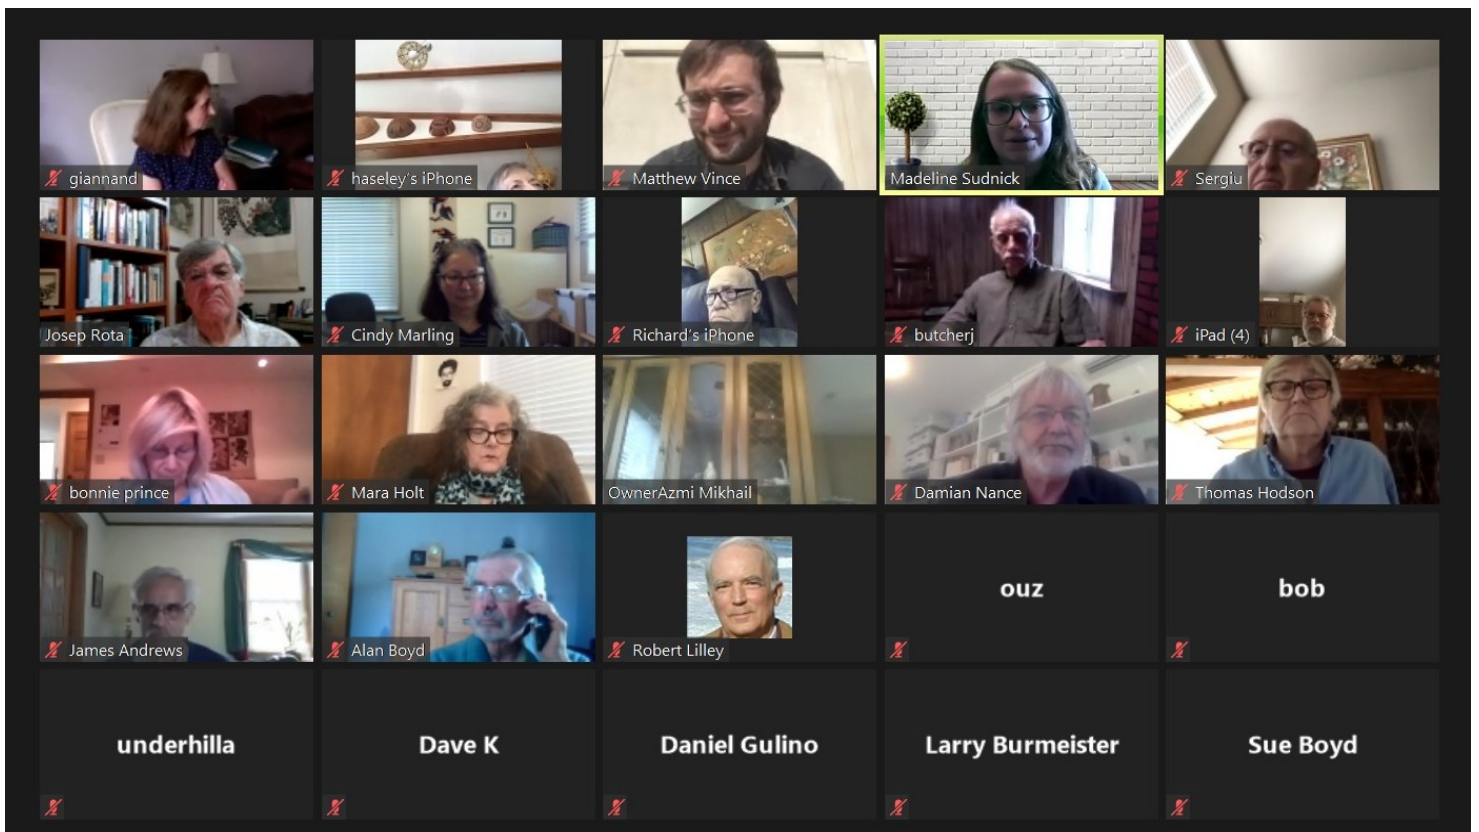 giannand
haseley's iPhone
Matthew Vince
Madeline Sudnick
Sergiu
Josep Rota
Cindy Marling
Richard's iPhone
butcherj
iPad (4)
bonnie prince
Mara Holt
OwnerAzmi Mikhail
Damian Nance
Thomas Hodson
James Andrews
Alan Boyd
Robert Lilley
ouz
bob
underhilla
Dave K
Daniel Gulino
Larry Burmeister
Sue Boyd